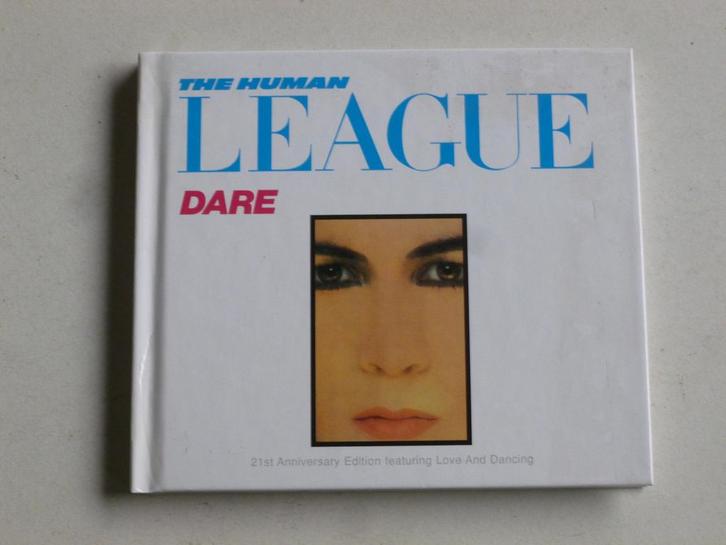 THE HUMAN
LEAGUE
DARE
21st Anniversary Edition featuring Love And Dancing